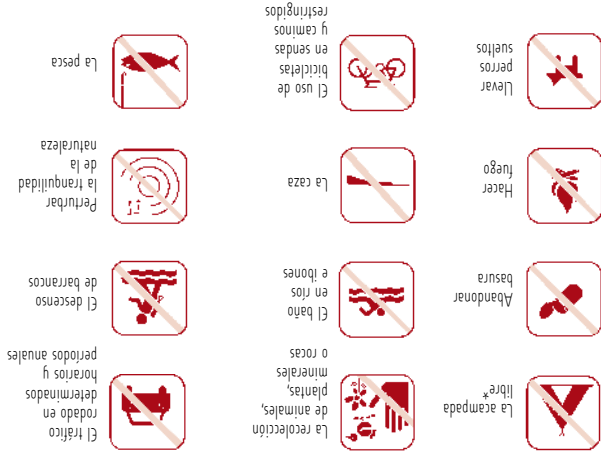 La acampada
libre*
La recolección
de animales,
plantas,
minerales
o rocas
El tráfico
rodado en
determinados
horarios y
períodos anuales
Abandonar
basura
El baño
en ríos
e ibones
El descenso
de barrancos
Hacer
fuego
La caza
Perturbar
la tranquilidad
de la
naturaleza
Llevar
perros
sueltos
El uso de
bicicletas
en sendas
y caminos
restringidos
La pesca